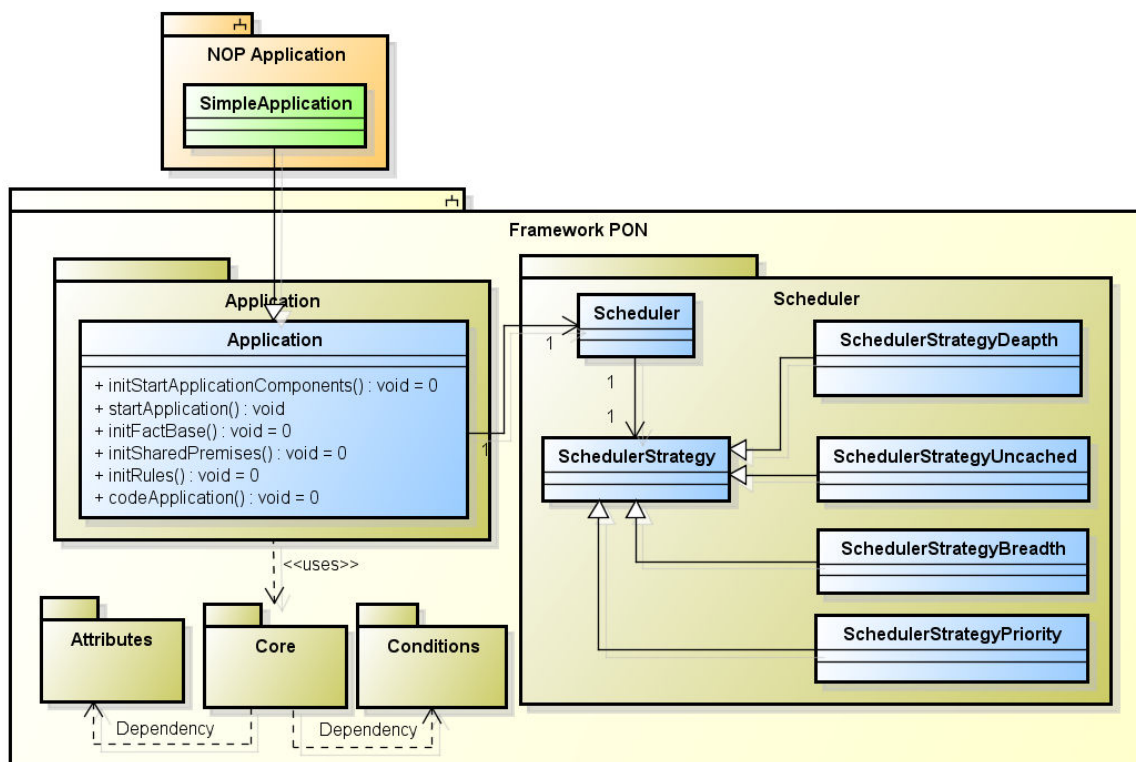 NOP Application
SimpleApplication
Framework PON
Application
Application
+ initStartApplicationComponents() : void = 0
+ startApplication() : void
+ initFactBase() : void = 0
+ initSharedPremises() : void = 0
+ initRules() : void = 0
+ codeApplication() : void = 0
1
1
Scheduler
Scheduler
1
1
SchedulerStrategy
SchedulerStrategyDeapth
SchedulerStrategyUncached
SchedulerStrategyBreadth
SchedulerStrategyPriority
<<uses>>
Attributes
Core
Conditions
Dependency
Dependency